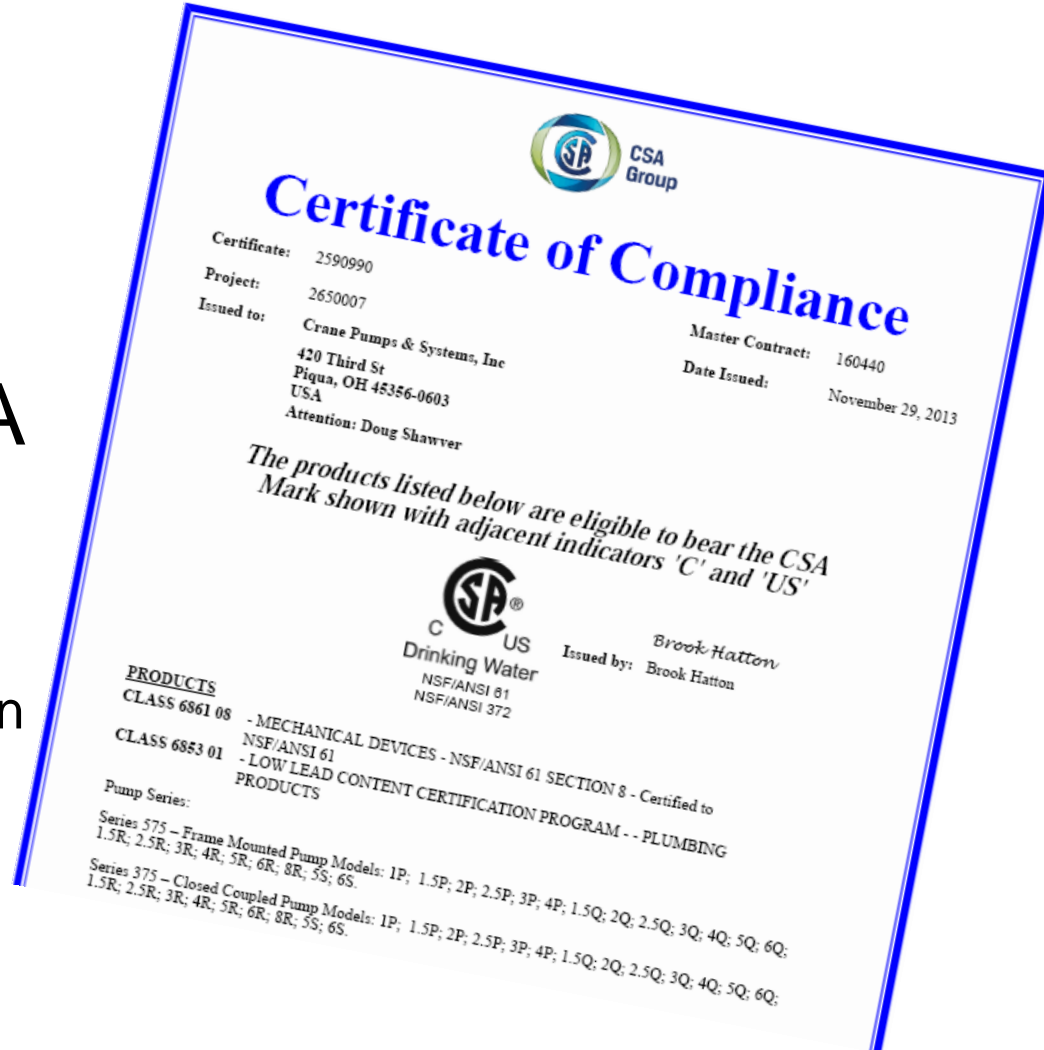 CSA
CSA
Group
Certificate of Compliance
Certificate: 2590990
Master Contract: 160440
Project: 2650007
Date Issued: November 29, 2013
Issued to: Crane Pumps & Systems, Inc
420 Third St
Piqua, OH 45356-0603
USA
Attention: Doug Shawver
A
The products listed below are eligible to bear the CSA
Mark shown with adjacent indicators 'C' and 'US'
CSA®
C US
Drinking Water
NSF/ANSI 61
NSF/ANSI 372
Brook Hatton
Issued by: Brook Hatton
n
PRODUCTS
CLASS 6861 08 - MECHANICAL DEVICES - NSF/ANSI 61 SECTION 8 - Certified to
NSF/ANSI 61
CLASS 6853 01 - LOW LEAD CONTENT CERTIFICATION PROGRAM - - PLUMBING
PRODUCTS
Pump Series:
Series 575 – Frame Mounted Pump Models: 1P; 1.5P; 2P; 2.5P; 3P; 4P; 1.5Q; 2Q; 2.5Q; 3Q; 4Q; 5Q; 6Q;
1.5R; 2.5R; 3R; 4R; 5R; 6R; 8R; 5S; 6S.
Series 375 – Closed Coupled Pump Models: 1P; 1.5P; 2P; 2.5P; 3P; 4P; 1.5Q; 2Q; 2.5Q; 3Q; 4Q; 5Q; 6Q;
1.5R; 2.5R; 3R; 4R; 5R; 6R; 8R; 5S; 6S.